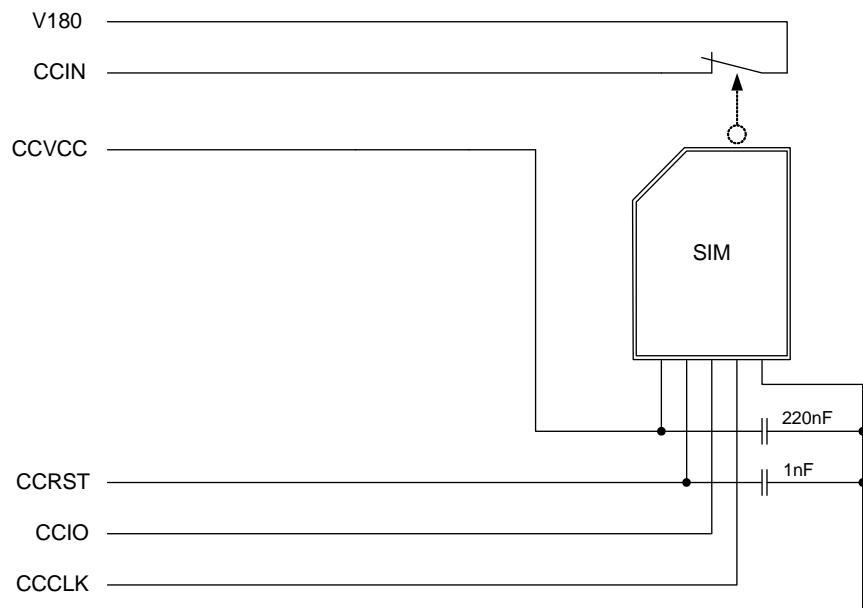 V180
CCIN
CCVCC
SIM
220nF
1nF
CCRST
CCIO
CCCLK